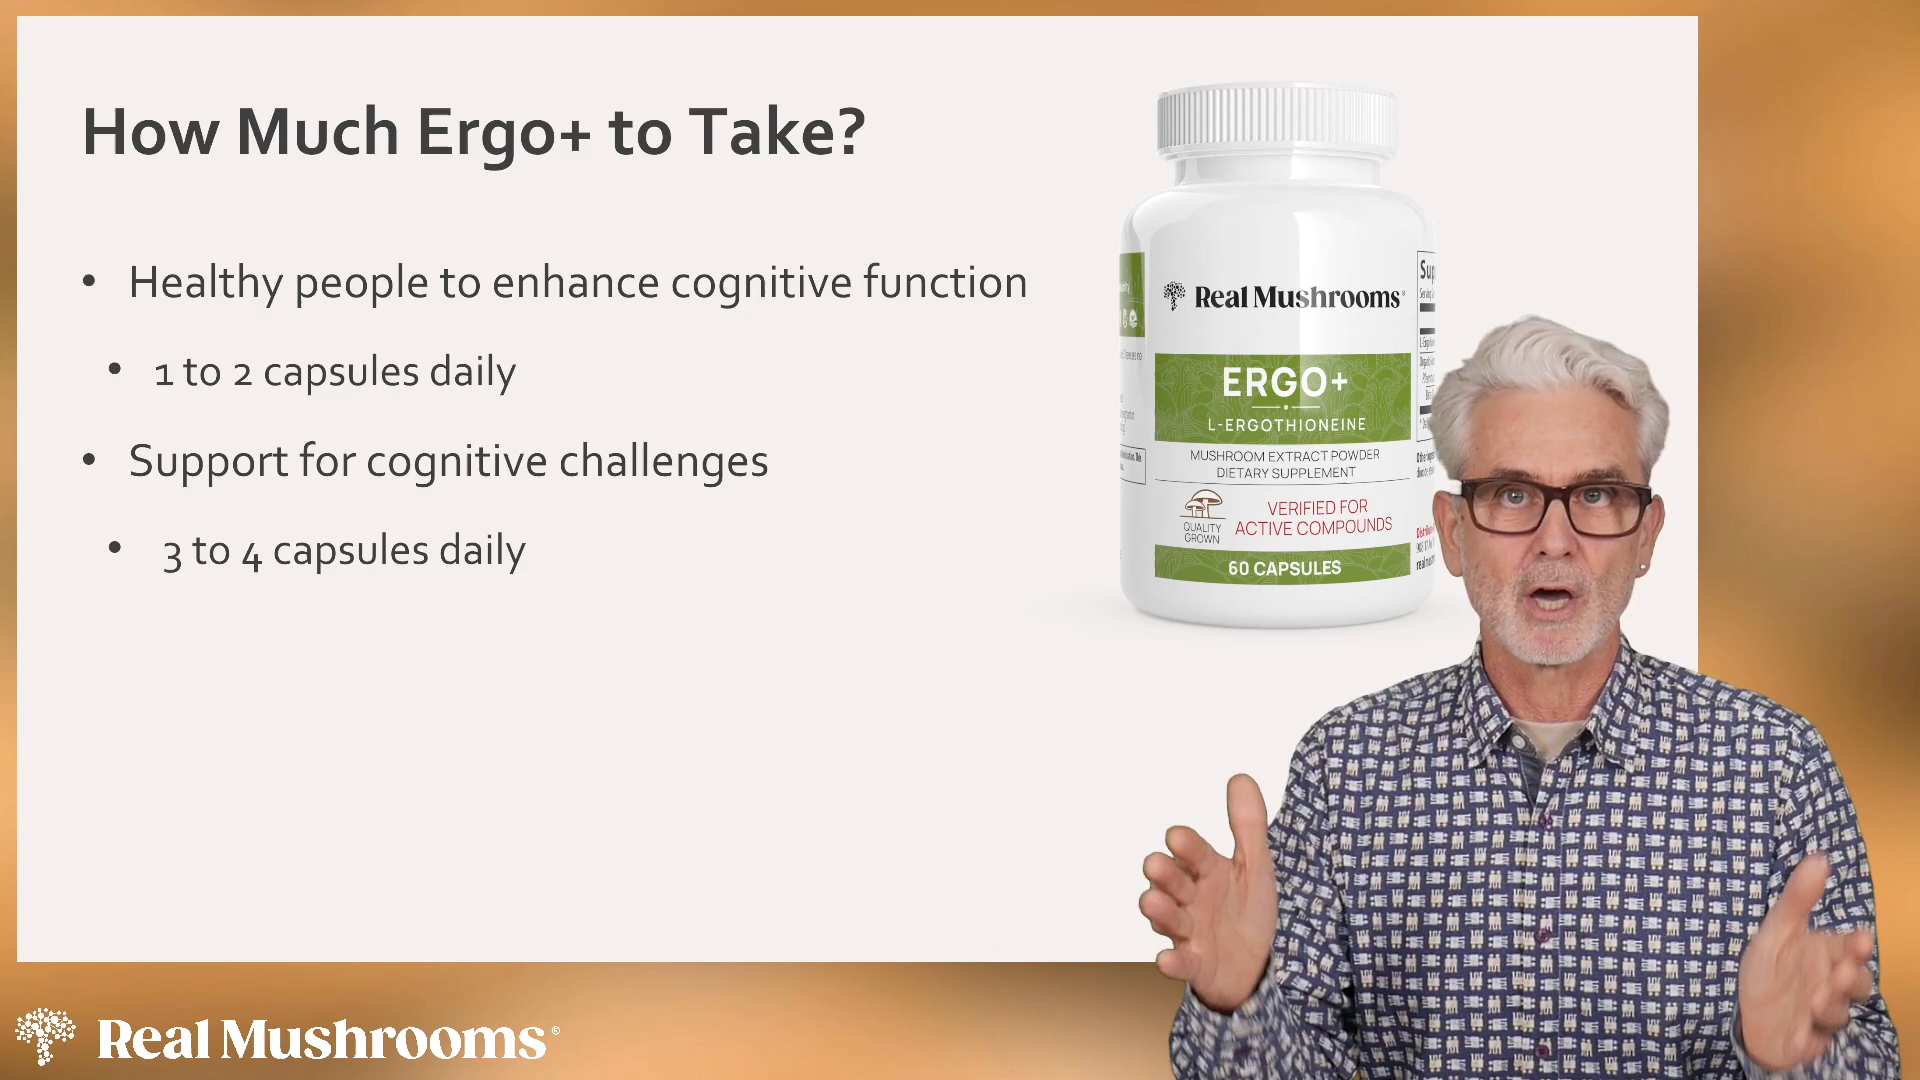 How Much Ergo+ to Take?
• Healthy people to enhance cognitive function
• 1 to 2 capsules daily
• Support for cognitive challenges
• 3 to 4 capsules daily
Real Mushrooms®
ERGO+
L-ERGOTHIONEINE
MUSHROOM EXTRACT POWDER
DIETARY SUPPLEMENT
QUALITY
GROWN
VERIFIED FOR
ACTIVE COMPOUNDS
60 CAPSULES
Real Mushrooms®